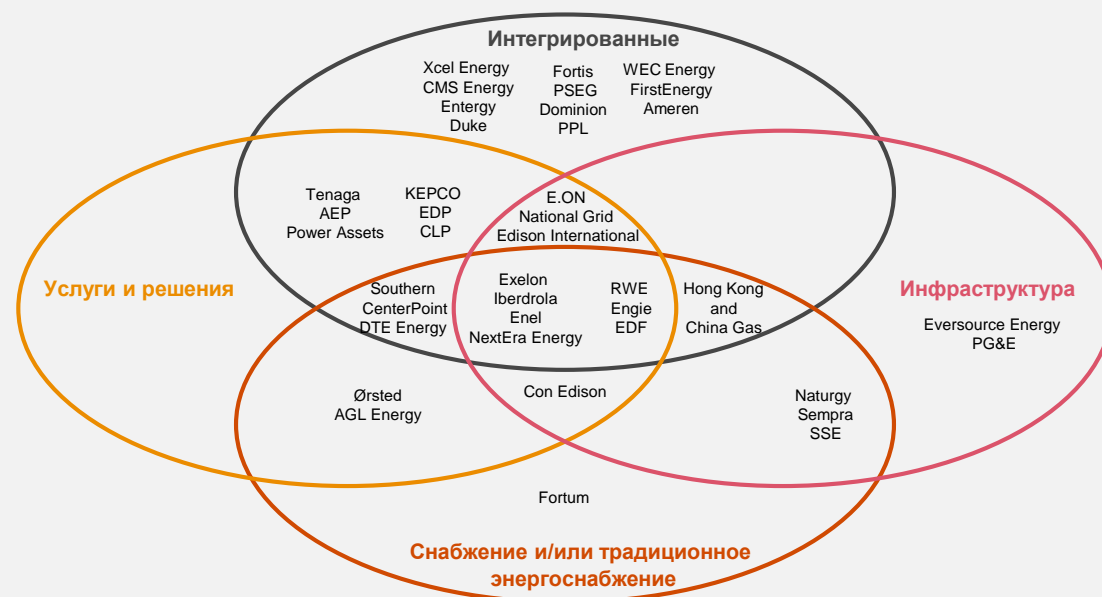 Интегрированные
Xcel Energy
CMS Energy
Entergy
Duke
Fortis
PSEG
Dominion
PPL
WEC Energy
FirstEnergy
Ameren
Tenaga
AEP
Power Assets
KEPCO
EDP
CLP
E.ON
National Grid
Edison International
Услуги и решения
Southern
CenterPoint
DTE Energy
Exelon
Iberdrola
Enel
NextEra Energy
RWE
Engie
EDF
Hong Kong
and
China Gas
Инфраструктура
Eversource Energy
PG&E
Ørsted
AGL Energy
Con Edison
Naturgy
Sempra
SSE
Fortum
Снабжение и/или традиционное
энергоснабжение